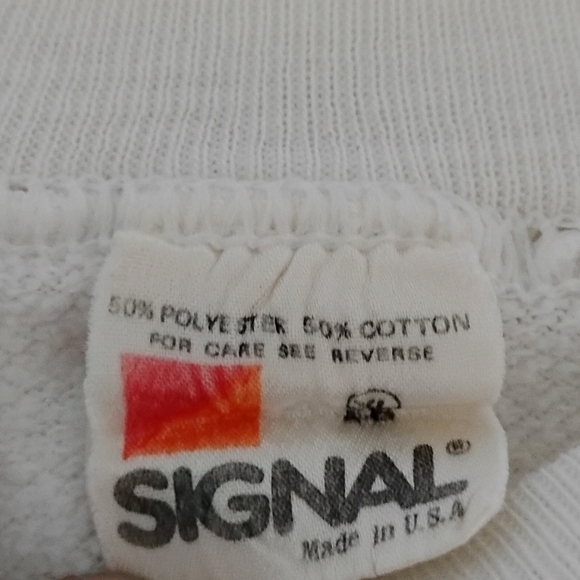 50% POLYESTER 50% COTTON
FOR CARE SEE REVERSE
SIGNAL®
Made in U.S.A